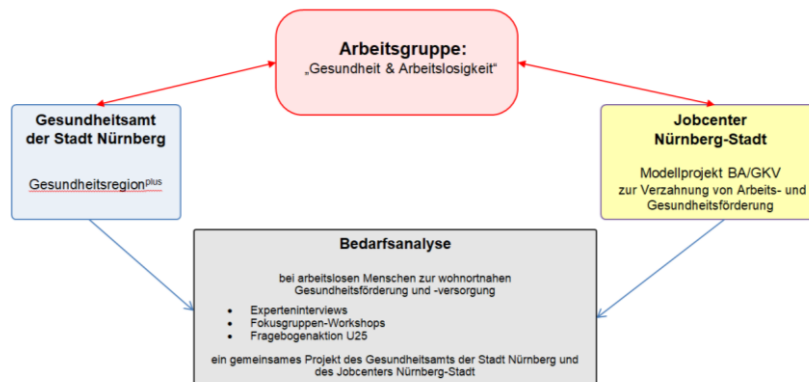 Arbeitsgruppe:
„Gesundheit & Arbeitslosigkeit“
Gesundheitsamt
der Stadt Nürnberg
Gesundheitsregionplus
Jobcenter
Nürnberg-Stadt
Modellprojekt BA/GKV
zur Verzahnung von Arbeits- und
Gesundheitsförderung
Bedarfsanalyse
bei arbeitslosen Menschen zur wohnortnahen
Gesundheitsförderung und -versorgung
• Experteninterviews
• Fokusgruppen-Workshops
• Fragebogenaktion U25
ein gemeinsames Projekt des Gesundheitsamts der Stadt Nürnberg und
des Jobcenters Nürnberg-Stadt